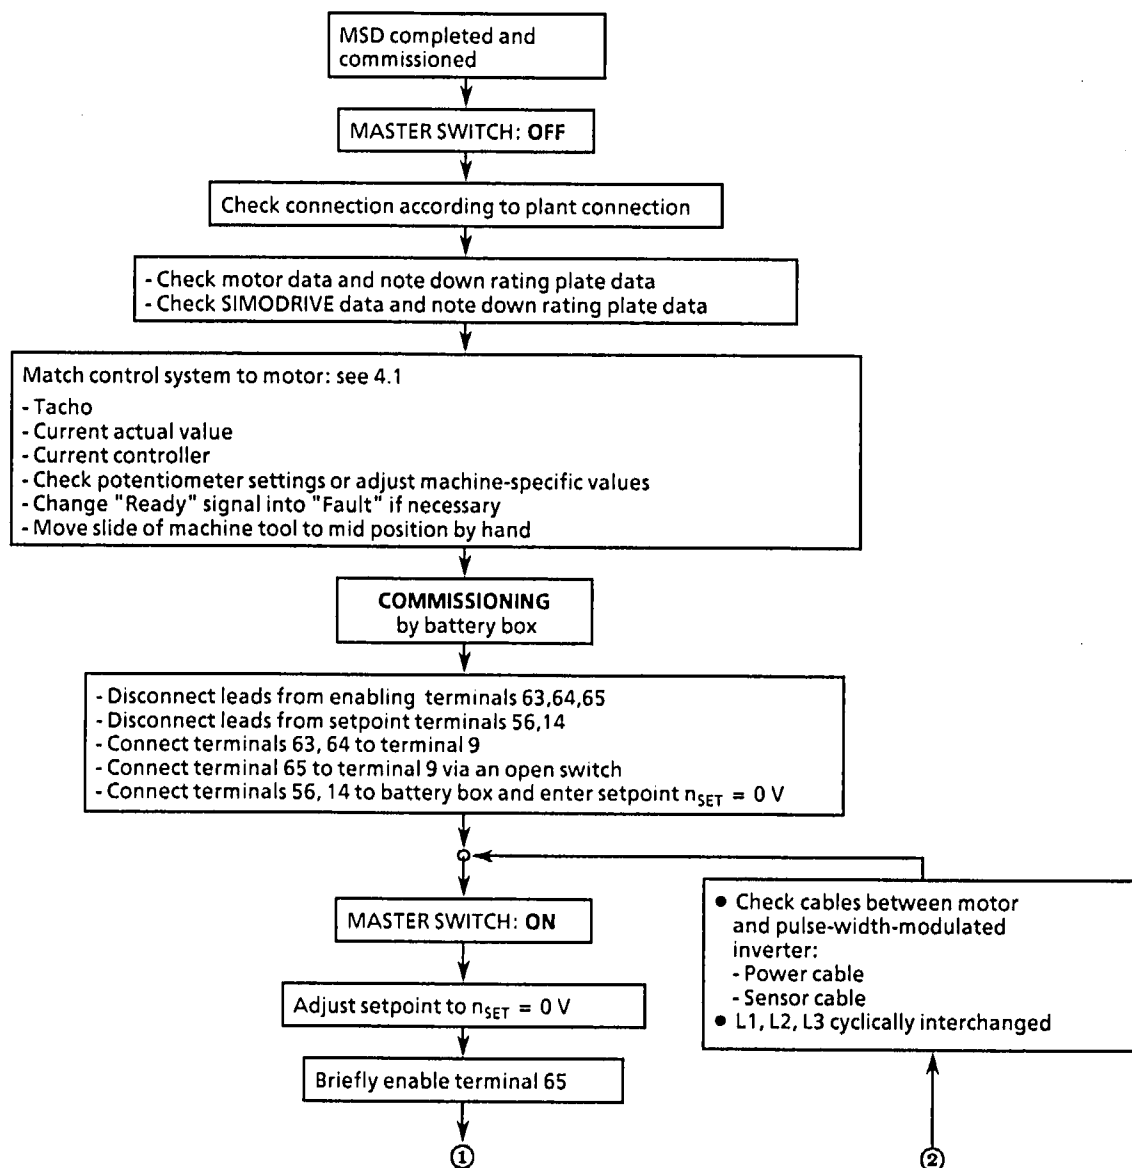 MSD completed and
commissioned
MASTER SWITCH: OFF
Check connection according to plant connection
- Check motor data and note down rating plate data
- Check SIMODRIVE data and note down rating plate data
Match control system to motor: see 4.1
- Tacho
- Current actual value
- Current controller
- Check potentiometer settings or adjust machine-specific values
- Change "Ready" signal into "Fault" if necessary
- Move slide of machine tool to mid position by hand
COMMISSIONING
by battery box
- Disconnect leads from enabling terminals 63,64,65
- Disconnect leads from setpoint terminals 56,14
- Connect terminals 63, 64 to terminal 9
- Connect terminal 65 to terminal 9 via an open switch
- Connect terminals 56, 14 to battery box and enter setpoint nSET = 0 V
MASTER SWITCH: ON
Adjust setpoint to nSET = 0 V
Briefly enable terminal 65
①
● Check cables between motor
and pulse-width-modulated
inverter:
- Power cable
- Sensor cable
● L1, L2, L3 cyclically interchanged
②